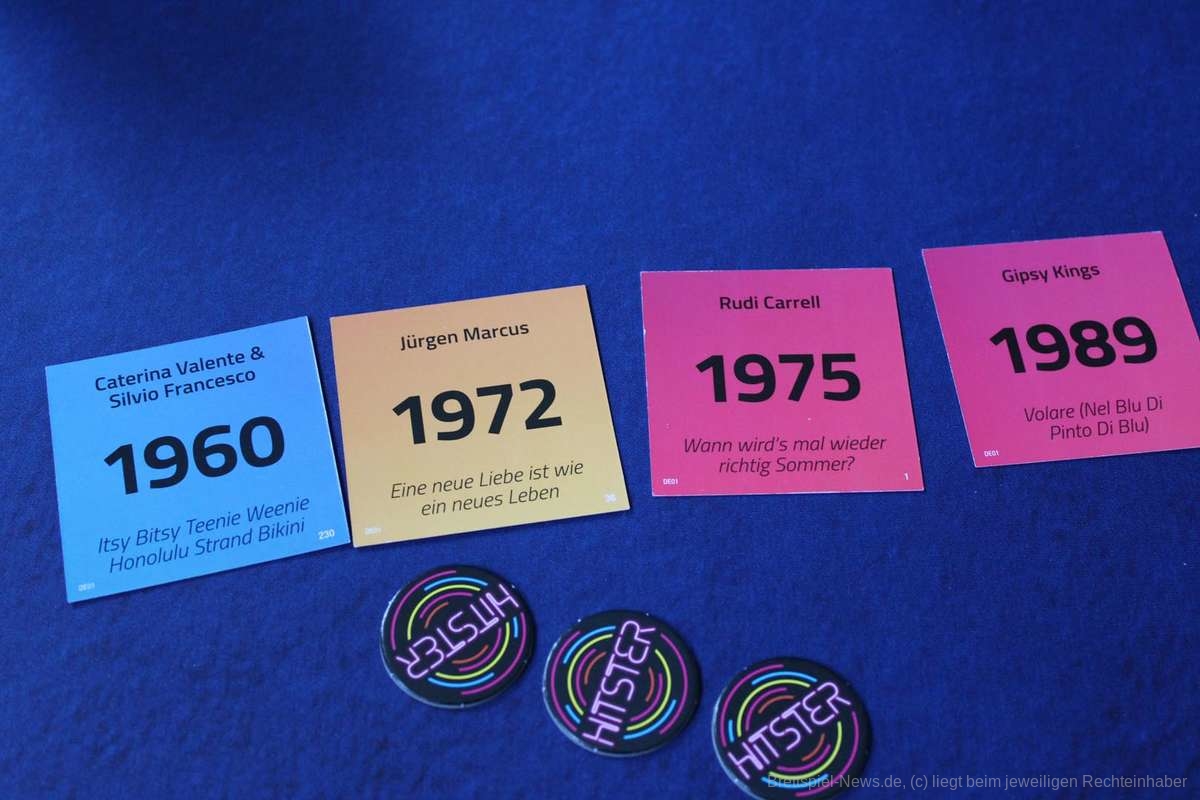 Caterina Valente &
Silvio Francesco
1960
Itsy Bitsy Teenie Weenie
Honolulu Strand Bikini
DE01
230
Jürgen Marcus
1972
Eine neue Liebe ist wie
ein neues Leben
DE01
Rudi Carrell
1975
Wann wird's mal wieder
richtig Sommer?
DE01
1
Gipsy Kings
1989
Volare (Nel Blu Di
Pinto Di Blu)
DE01
HITSTER
HITSTER
HITSTER
Brettspiel-News.de, (c) liegt beim jeweiligen Rechteinhaber